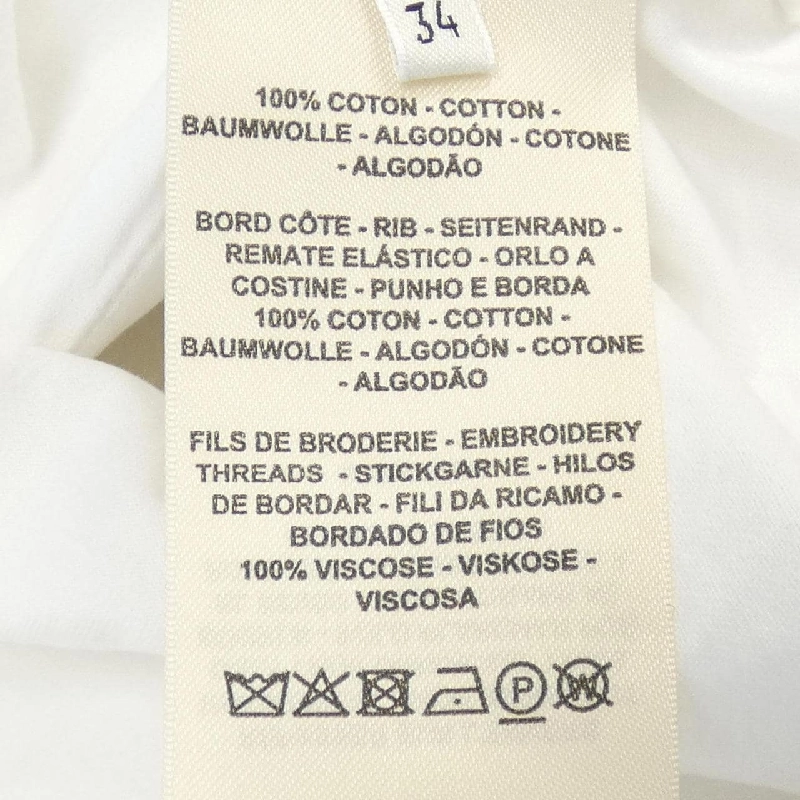 34
100% COTON - COTTON -
BAUMWOLLE - ALGODÓN - COTONE
- ALGODÃO
BORD CÔTE - RIB - SEITENRAND -
REMATE ELÁSTICO - ORLO A
COSTINE - PUNHO E BORDA
100% COTON - COTTON -
BAUMWOLLE - ALGODÓN - COTONE
- ALGODÃO
FILS DE BRODERIE - EMBROIDERY
THREADS - STICKGARNE - HILOS
DE BORDAR - FILI DA RICAMO -
BORDADO DE FIOS
100% VISCOSE - VISKOSE -
VISCOSA
P W